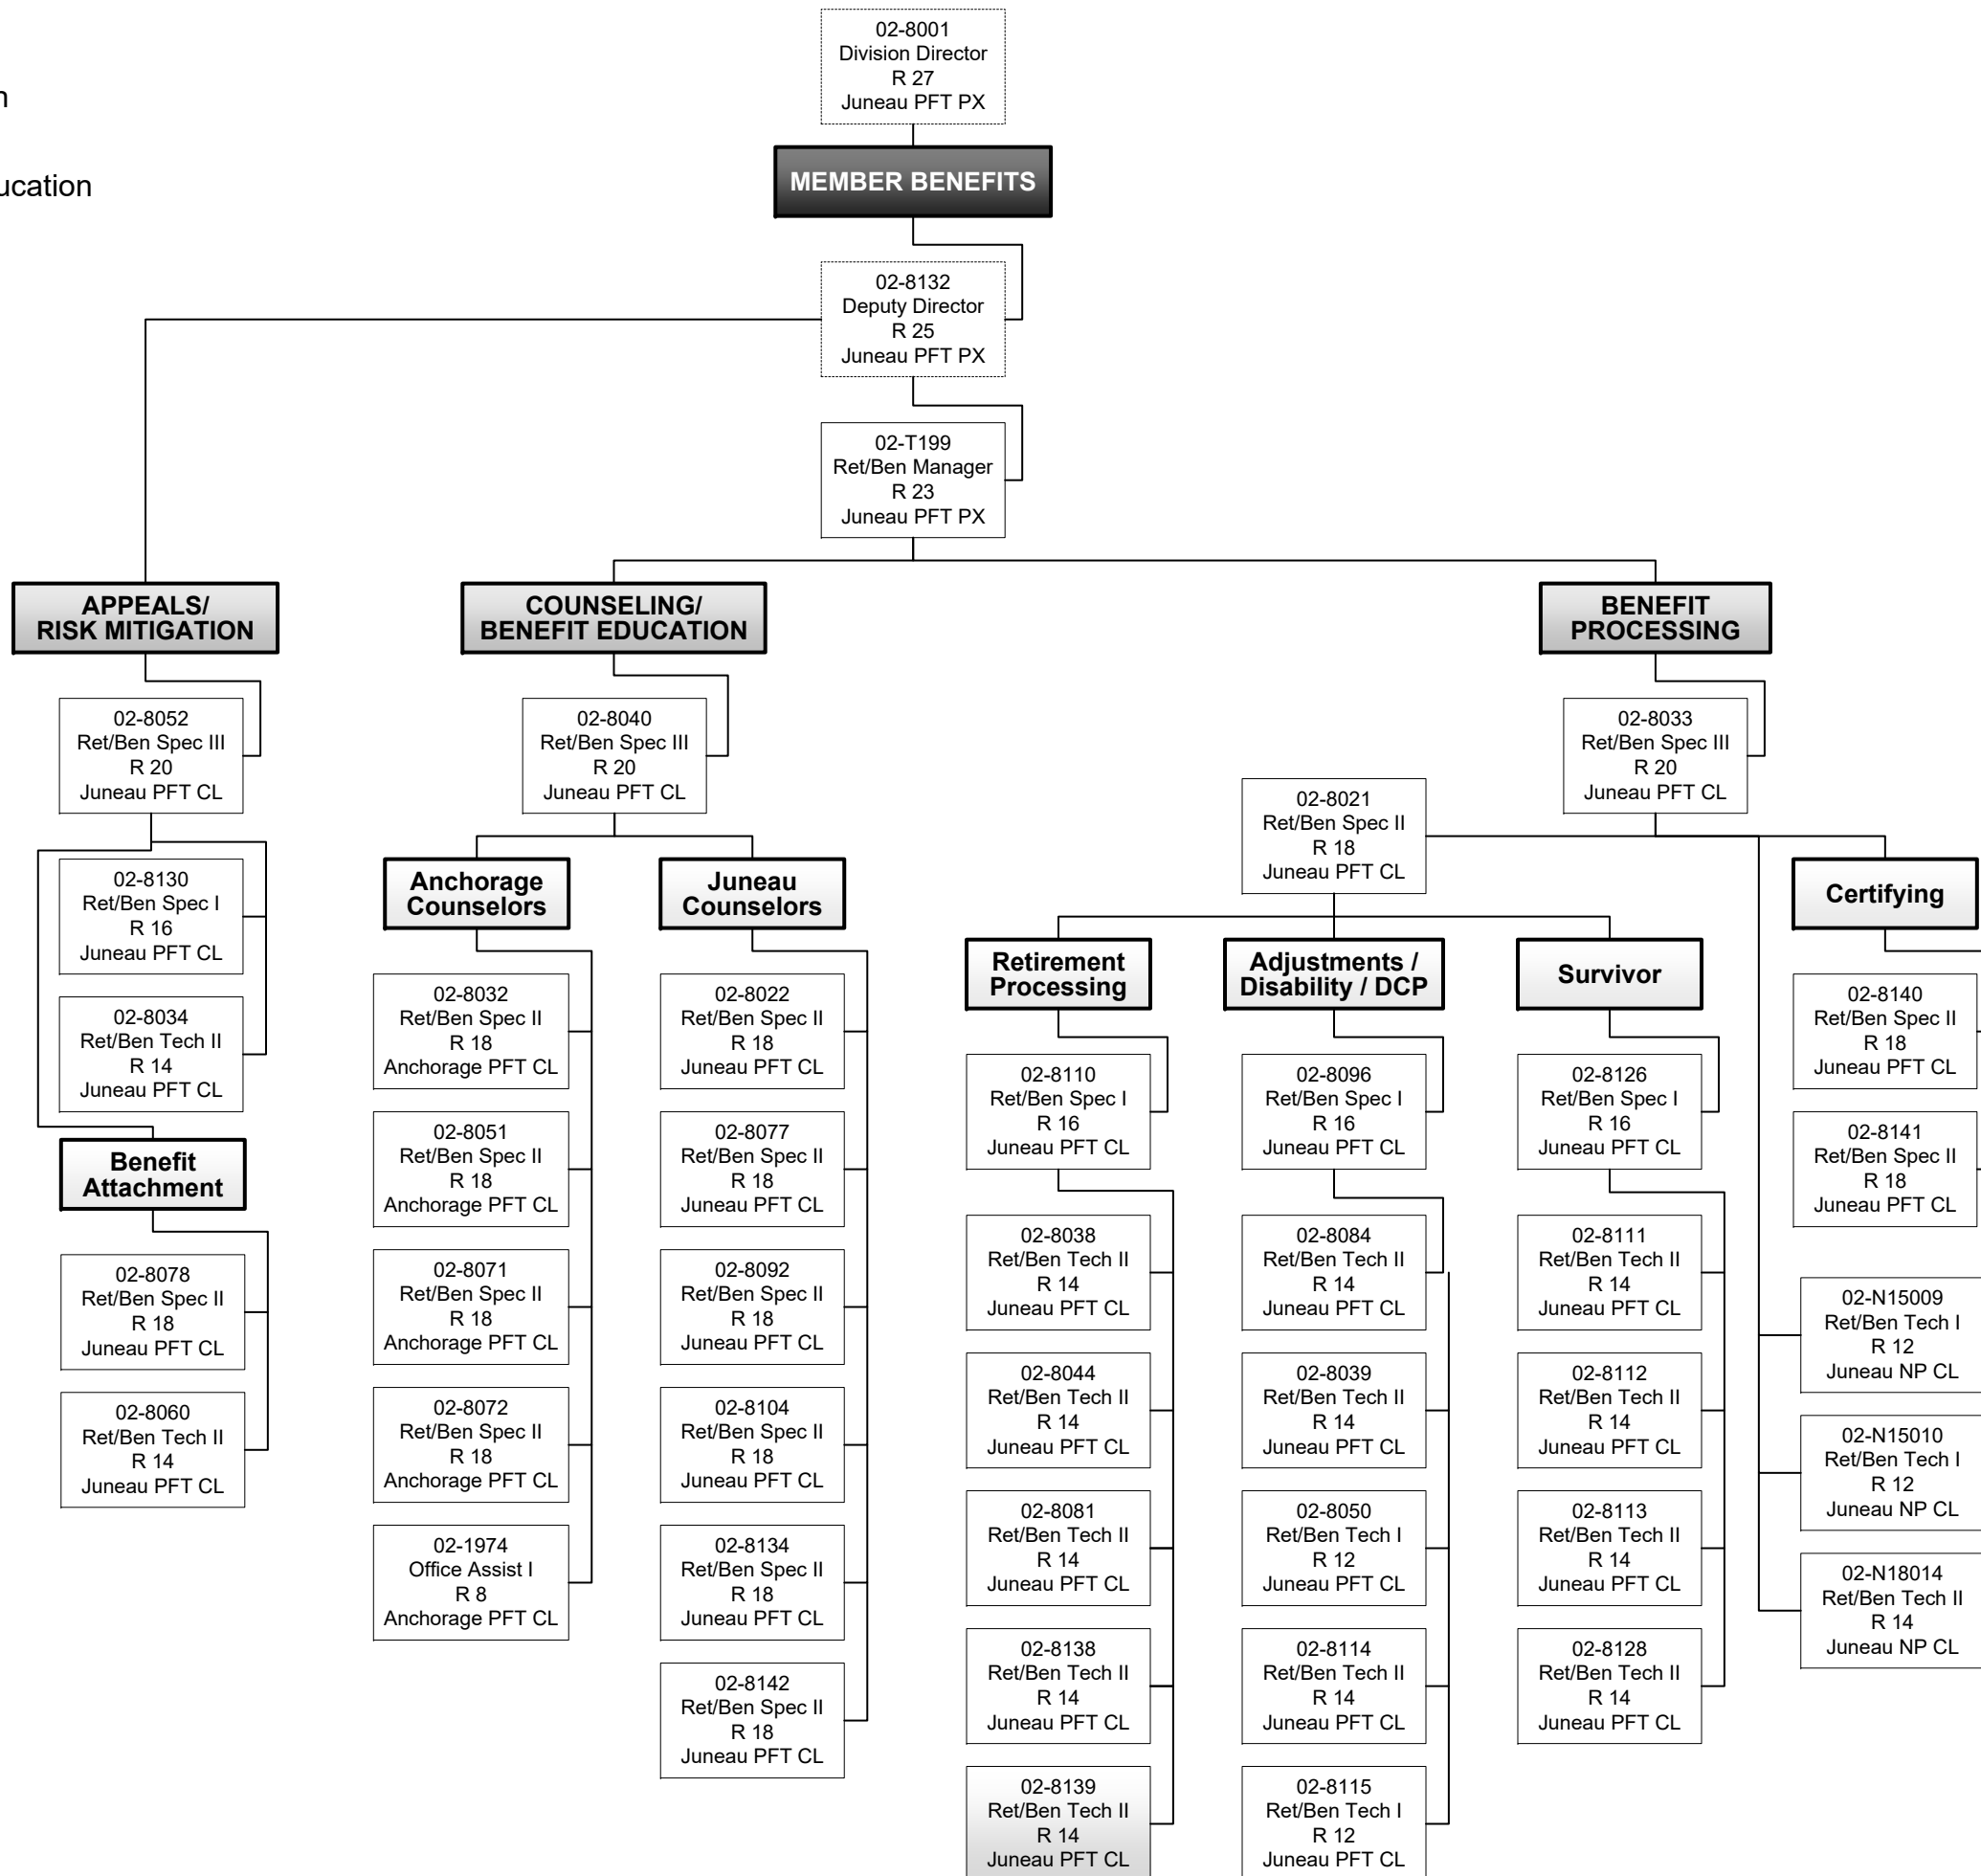 n
ucation
02-8001
Division Director
R 27
Juneau PFT PX
MEMBER BENEFITS
02-8132
Deputy Director
R 25
Juneau PFT PX
02-T199
Ret/Ben Manager
R 23
Juneau PFT PX
APPEALS/
RISK MITIGATION
02-8052
Ret/Ben Spec III
R 20
Juneau PFT CL
02-8130
Ret/Ben Spec I
R 16
Juneau PFT CL
02-8034
Ret/Ben Tech II
R 14
Juneau PFT CL
Benefit
Attachment
02-8078
Ret/Ben Spec II
R 18
Juneau PFT CL
02-8060
Ret/Ben Tech II
R 14
Juneau PFT CL
COUNSELING/
BENEFIT EDUCATION
02-8040
Ret/Ben Spec III
R 20
Juneau PFT CL
Anchorage
Counselors
02-8032
Ret/Ben Spec II
R 18
Anchorage PFT CL
02-8051
Ret/Ben Spec II
R 18
Anchorage PFT CL
02-8071
Ret/Ben Spec II
R 18
Anchorage PFT CL
02-8072
Ret/Ben Spec II
R 18
Anchorage PFT CL
02-1974
Office Assist I
R 8
Anchorage PFT CL
Juneau
Counselors
02-8022
Ret/Ben Spec II
R 18
Juneau PFT CL
02-8077
Ret/Ben Spec II
R 18
Juneau PFT CL
02-8092
Ret/Ben Spec II
R 18
Juneau PFT CL
02-8104
Ret/Ben Spec II
R 18
Juneau PFT CL
02-8134
Ret/Ben Spec II
R 18
Juneau PFT CL
02-8142
Ret/Ben Spec II
R 18
Juneau PFT CL
BENEFIT
PROCESSING
02-8033
Ret/Ben Spec III
R 20
Juneau PFT CL
02-8021
Ret/Ben Spec II
R 18
Juneau PFT CL
Retirement
Processing
02-8110
Ret/Ben Spec I
R 16
Juneau PFT CL
02-8038
Ret/Ben Tech II
R 14
Juneau PFT CL
02-8044
Ret/Ben Tech II
R 14
Juneau PFT CL
02-8081
Ret/Ben Tech II
R 14
Juneau PFT CL
02-8138
Ret/Ben Tech II
R 14
Juneau PFT CL
02-8139
Ret/Ben Tech II
R 14
Juneau PFT CL
Adjustments /
Disability / DCP
02-8096
Ret/Ben Spec I
R 16
Juneau PFT CL
02-8084
Ret/Ben Tech II
R 14
Juneau PFT CL
02-8039
Ret/Ben Tech II
R 14
Juneau PFT CL
02-8050
Ret/Ben Tech I
R 12
Juneau PFT CL
02-8114
Ret/Ben Tech II
R 14
Juneau PFT CL
02-8115
Ret/Ben Tech I
R 12
Juneau PFT CL
Survivor
02-8126
Ret/Ben Spec I
R 16
Juneau PFT CL
02-8111
Ret/Ben Tech II
R 14
Juneau PFT CL
02-8112
Ret/Ben Tech II
R 14
Juneau PFT CL
02-8113
Ret/Ben Tech II
R 14
Juneau PFT CL
02-8128
Ret/Ben Tech II
R 14
Juneau PFT CL
Certifying
02-8140
Ret/Ben Spec II
R 18
Juneau PFT CL
02-8141
Ret/Ben Spec II
R 18
Juneau PFT CL
02-N15009
Ret/Ben Tech I
R 12
Juneau NP CL
02-N15010
Ret/Ben Tech I
R 12
Juneau NP CL
02-N18014
Ret/Ben Tech II
R 14
Juneau NP CL